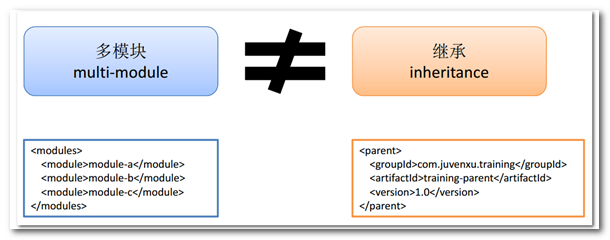 多模块
multi-module
≠
继承
inheritance
<modules>
<module>module-a</module>
<module>module-b</module>
<module>module-c</module>
</modules>
<parent>
<groupId>com.juvenxu.training</groupId>
<artifactId>training-parent</artifactId>
<version>1.0</version>
</parent>